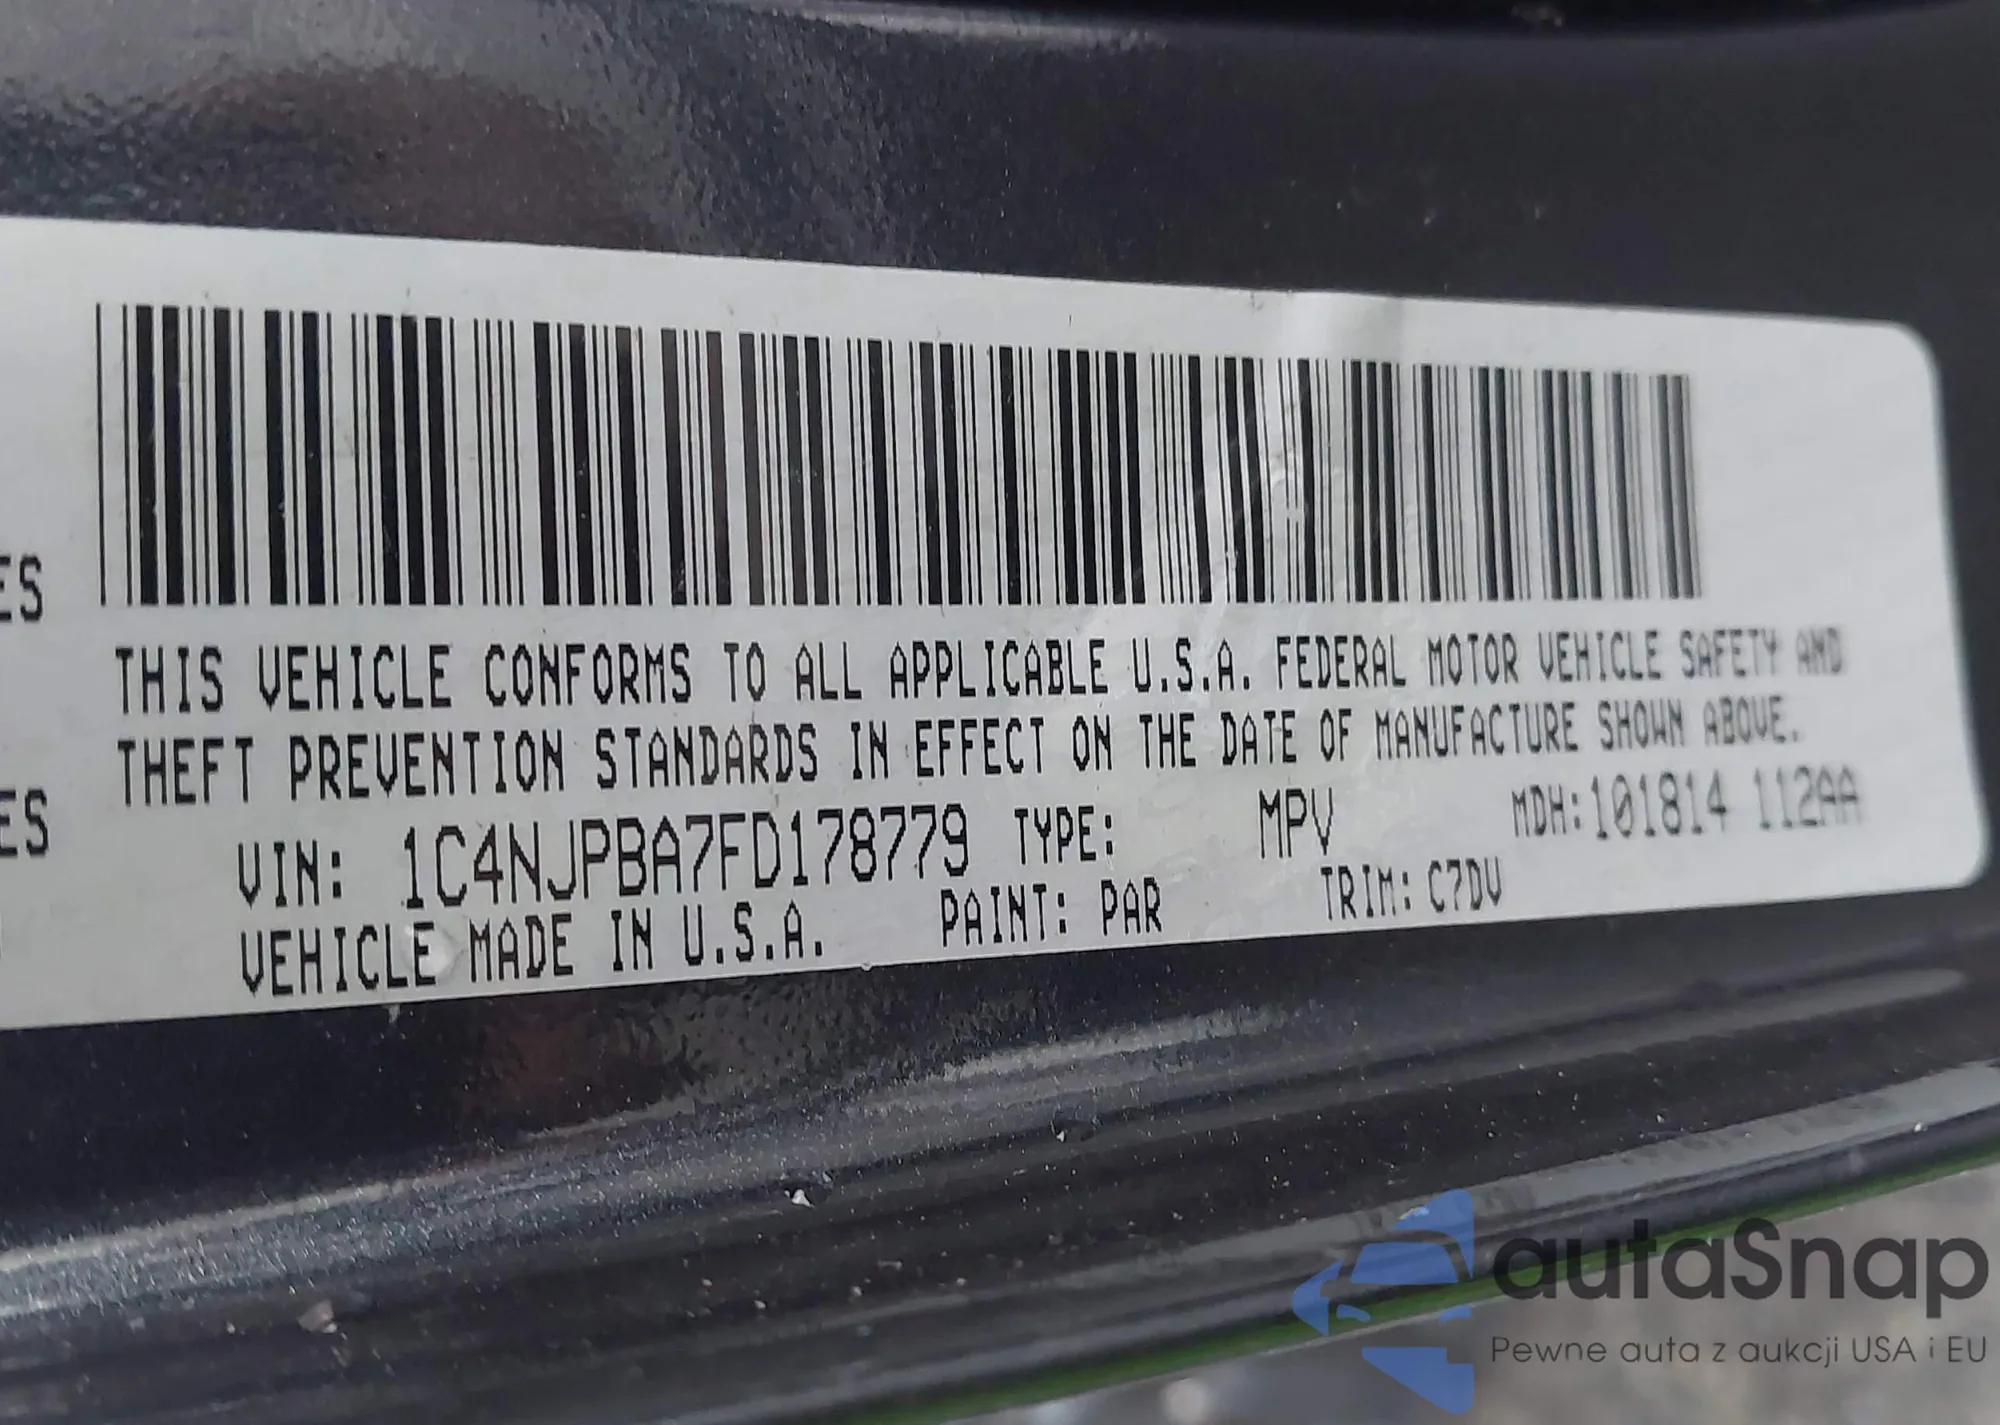 ES
THIS VEHICLE CONFORMS TO ALL APPLICABLE U.S.A. FEDERAL MOTOR VEHICLE SAFETY AND
THEFT PREVENTION STANDARDS IN EFFECT ON THE DATE OF MANUFACTURE SHOWN ABOVE.
ES
VIN: 1C4NJPBA7FD178779 TYPE: MPV MDH:101814 112AA
VEHICLE MADE IN U.S.A. PAINT: PAR TRIM: C7DV
autaSnap
Pewne auta z aukcji USA i EU